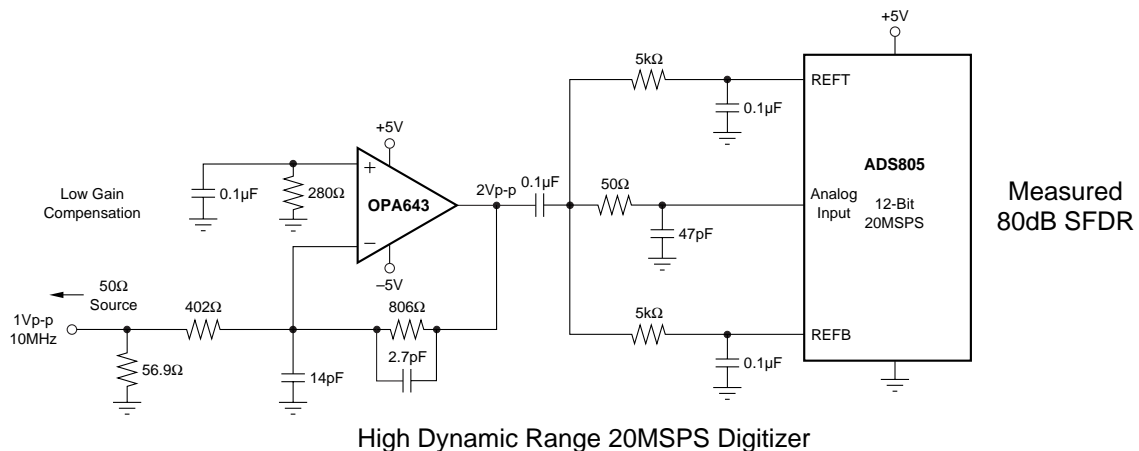 +5V
5kΩ
REFT
0.1µF
+5V
ADS805
0.1µF
280Ω
+
OPA643
2Vp-p
0.1µF
50Ω
Analog
Input
12-Bit
20MSPS
Measured
80dB SFDR
Low Gain
Compensation
–
47pF
–5V
50Ω
Source
1Vp-p
10MHz
402Ω
806Ω
5kΩ
REFB
56.9Ω
14pF
2.7pF
0.1µF
High Dynamic Range 20MSPS Digitizer